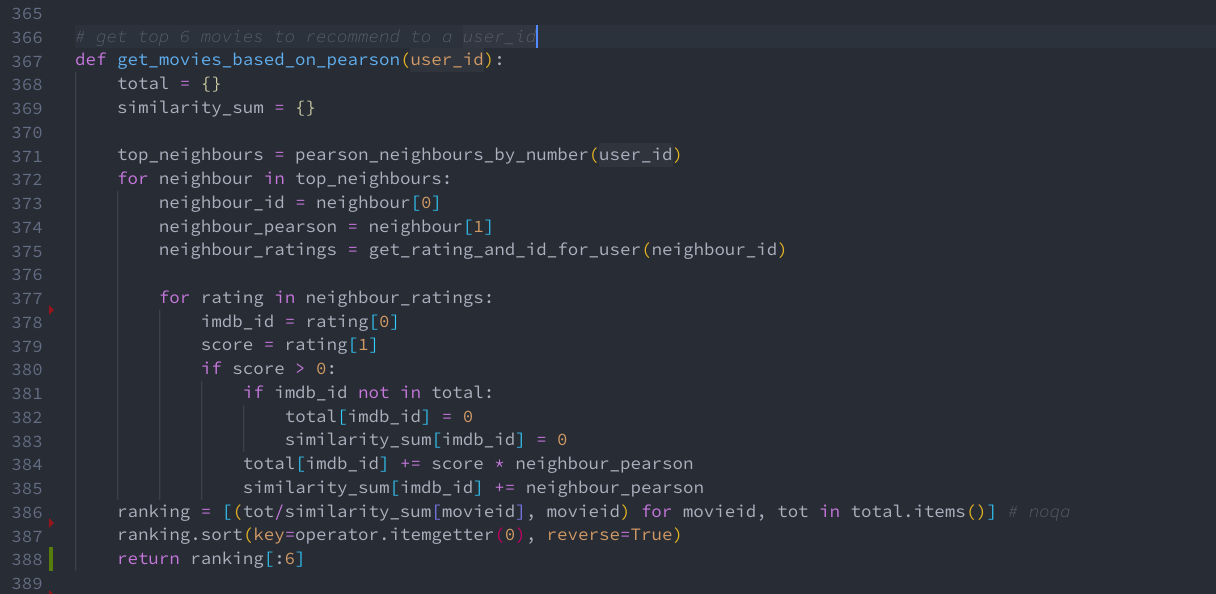 365
366 # get top 6 movies to recommend to a user_id
367 def get_movies_based_on_pearson(user_id):
368     total = {}
369     similarity_sum = {}
370
371     top_neighbours = pearson_neighbours_by_number(user_id)
372     for neighbour in top_neighbours:
373         neighbour_id = neighbour[0]
374         neighbour_pearson = neighbour[1]
375         neighbour_ratings = get_rating_and_id_for_user(neighbour_id)
376
377         for rating in neighbour_ratings:
378             imdb_id = rating[0]
379             score = rating[1]
380             if score > 0:
381                 if imdb_id not in total:
382                     total[imdb_id] = 0
383                     similarity_sum[imdb_id] = 0
384                 total[imdb_id] += score * neighbour_pearson
385                 similarity_sum[imdb_id] += neighbour_pearson
386     ranking = [(tot/similarity_sum[movieid], movieid) for movieid, tot in total.items()] # noqa
387     ranking.sort(key=operator.itemgetter(0), reverse=True)
388     return ranking[:6]
389